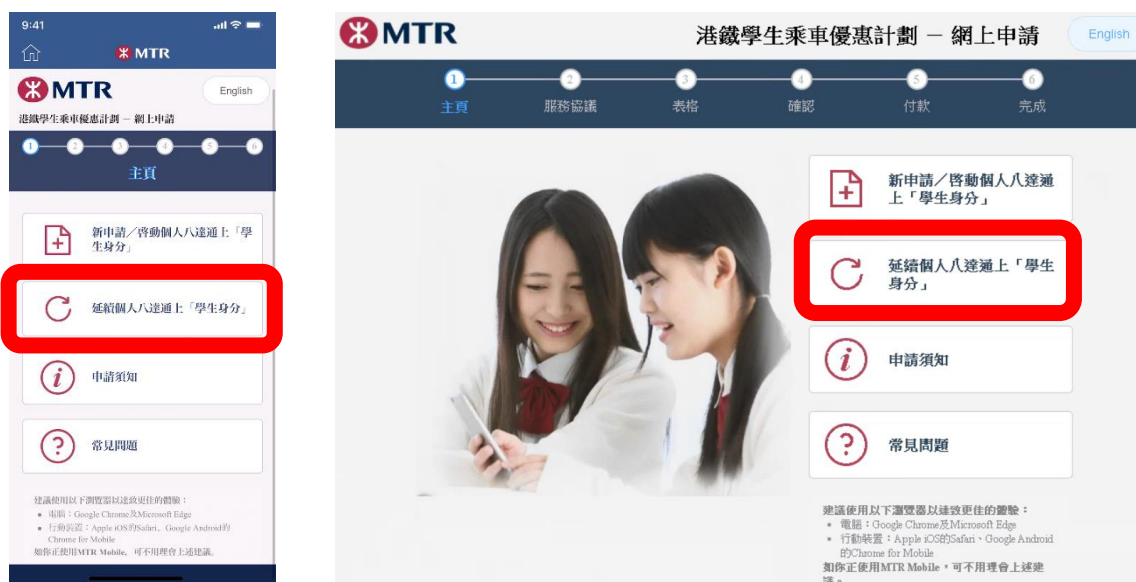 9:41
MTR
MTR
English
港鐵學生乘車優惠計劃 – 網上申請
1 2 3 4 5 6
主頁
新申請／啓動個人八達通上「學
生身分」
延續個人八達通上「學生身分」
申請須知
常見問題
建議使用以下瀏覽器以達致更佳的體驗：
• 電腦：Google Chrome及Microsoft Edge
• 行動裝置：Apple iOS的Safari、Google Android的
Chrome for Mobile
如你正使用MTR Mobile，可不用理會上述建議。
MTR
港鐵學生乘車優惠計劃 – 網上申請
English
1 2 3 4 5 6
主頁 服務協議 表格 確認 付款 完成
新申請／啓動個人八達通
上「學生身分」
延續個人八達通上「學生
身分」
申請須知
常見問題
建議使用以下瀏覽器以達致更佳的體驗：
• 電腦：Google Chrome及Microsoft Edge
• 行動裝置：Apple iOS的Safari、Google Android
的Chrome for Mobile
如你正使用MTR Mobile，可不用理會上述建
議。